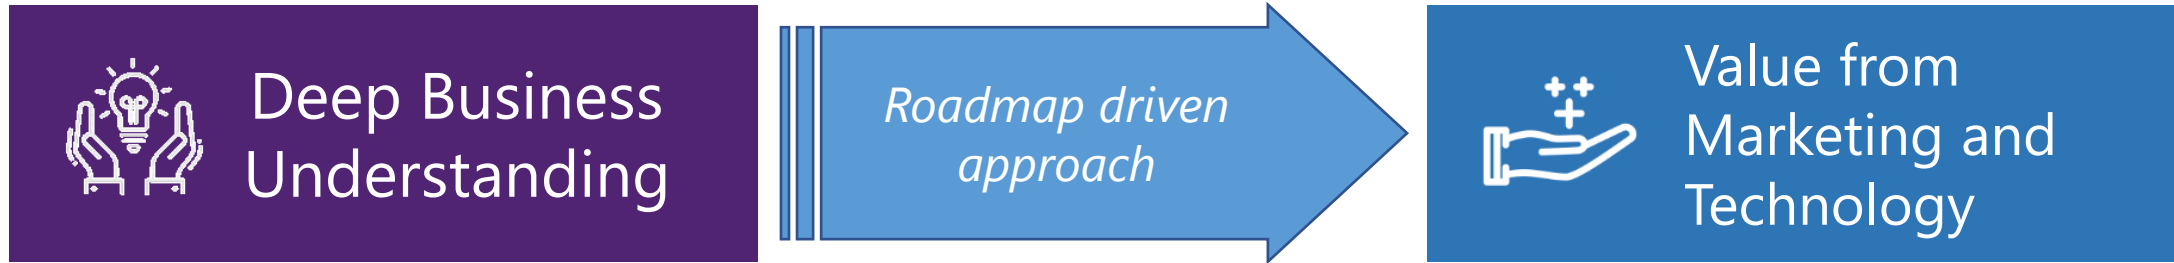 Deep Business
Understanding
Roadmap driven
approach
Value from
Marketing and
Technology